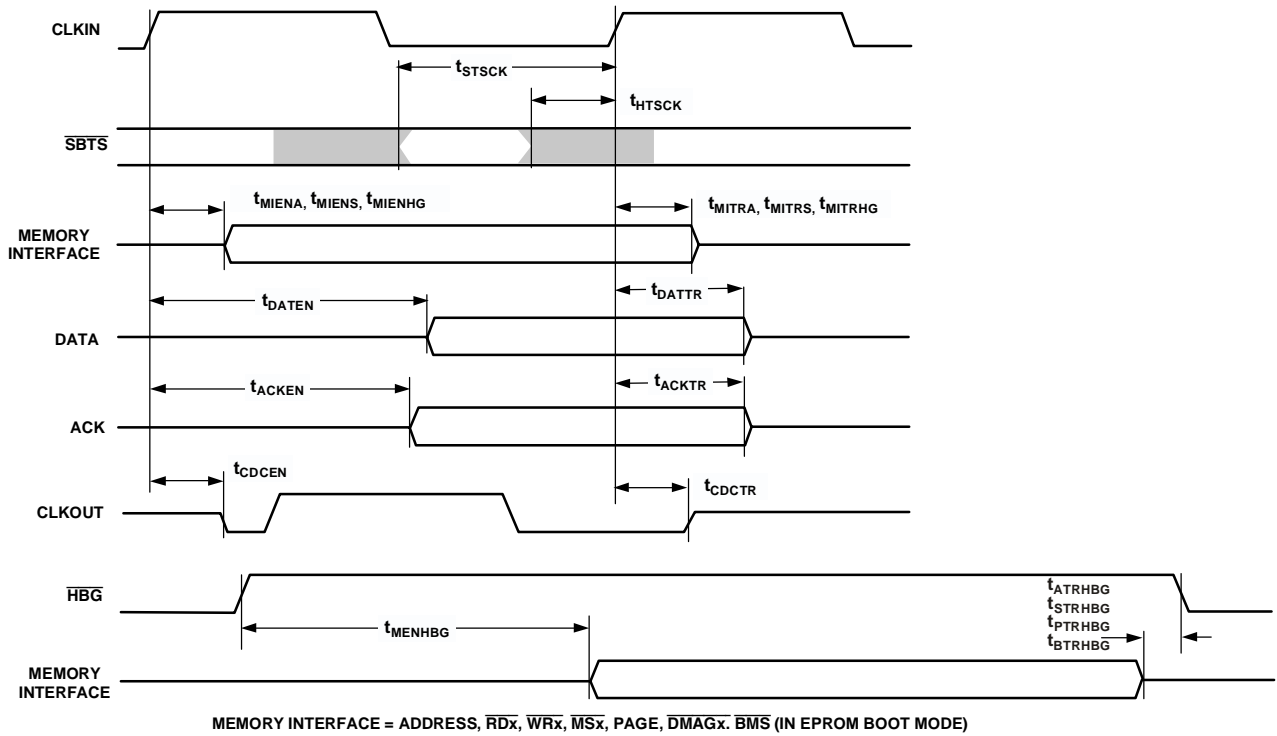 CLKIN
tSTSCK
tHTSCK
SBTS
tMIENA, tMIENS, tMIENHG
tMITRA, tMITRS, tMITRHG
MEMORY
INTERFACE
tDATEN
tDATTR
DATA
tACKEN
tACKTR
ACK
tCDCEN
tCDCTR
CLKOUT
HBG
tMENHBG
tATRHBG
tSTRHBG
tPTRHBG
tBTRHBG
MEMORY
INTERFACE
MEMORY INTERFACE = ADDRESS, RDx, WRx, MSx, PAGE, DMAGx. BMS (IN EPROM BOOT MODE)